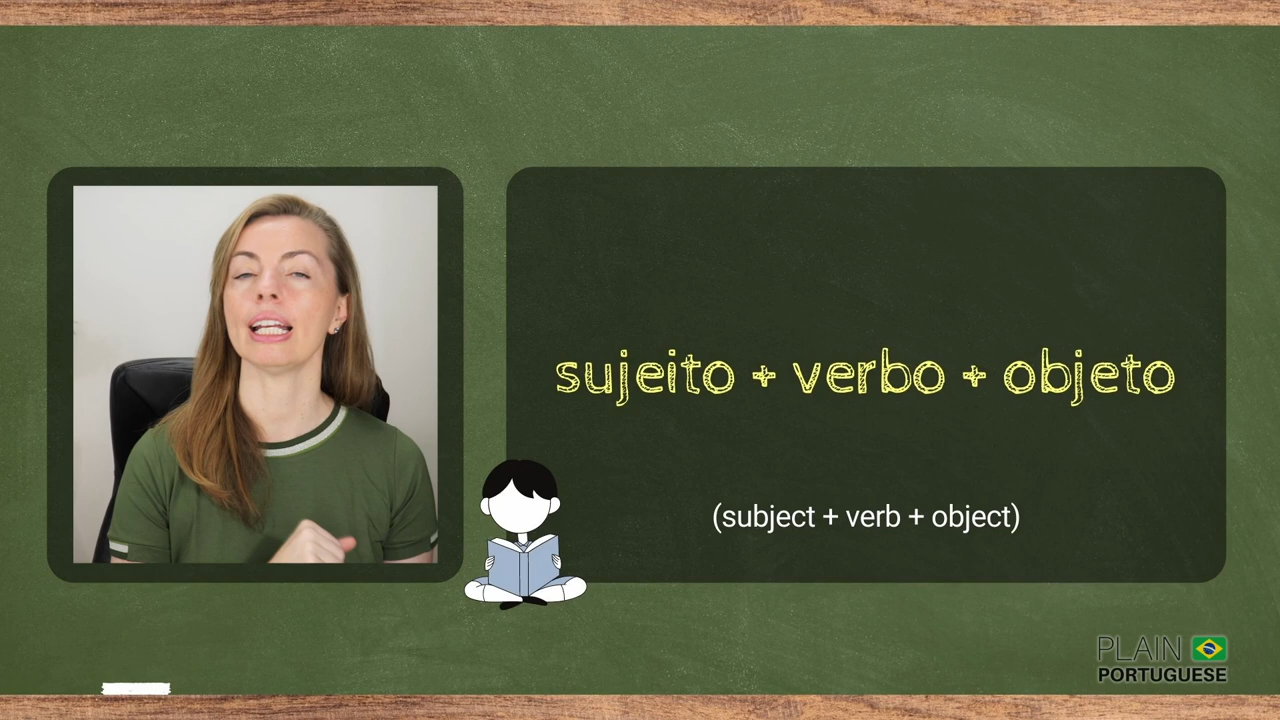 sujeito + verbo + objeto
(subject + verb + object)
PLAIN
PORTUGUESE